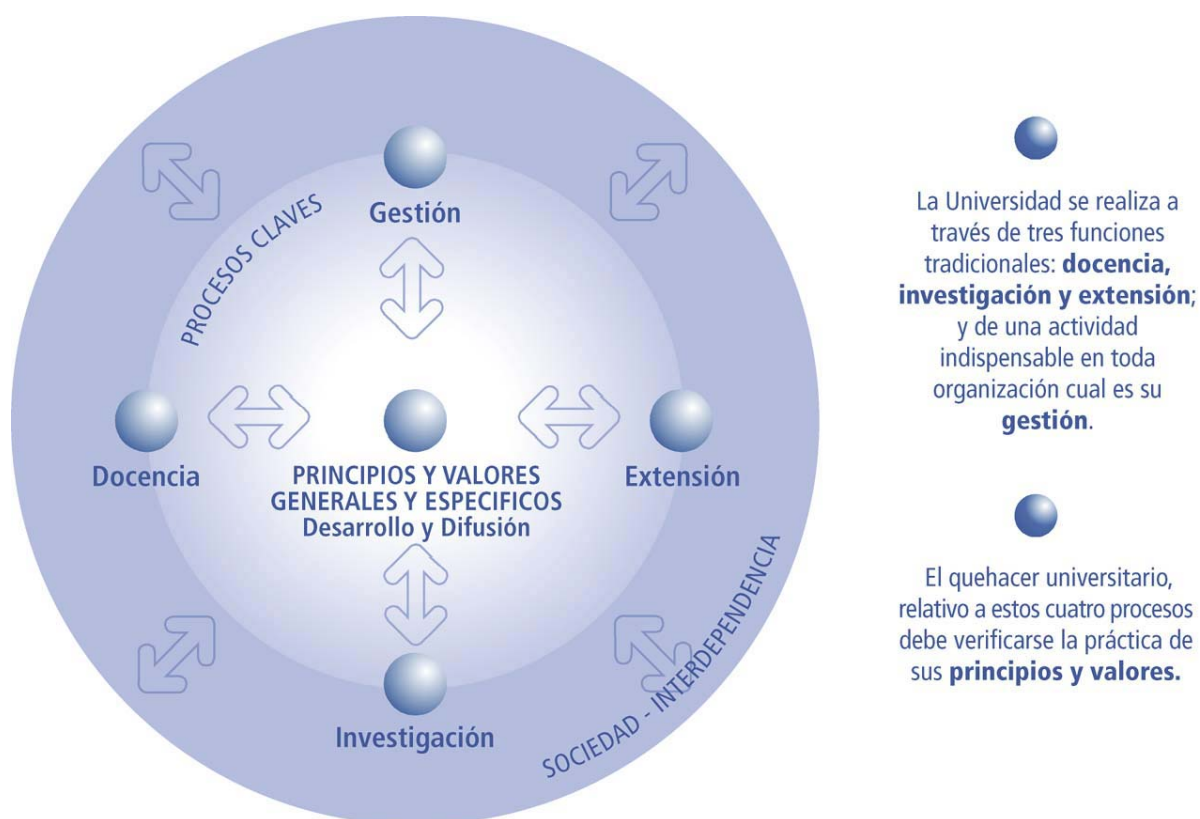 PROCESOS CLAVES
Gestión
Docencia
PRINCIPIOS Y VALORES
GENERALES Y ESPECIFICOS
Desarrollo y Difusión
Extensión
Investigación
SOCIEDAD - INTERDEPENDENCIA
La Universidad se realiza a
través de tres funciones
tradicionales: docencia,
investigación y extensión;
y de una actividad
indispensable en toda
organización cual es su
gestión.
El quehacer universitario,
relativo a estos cuatro procesos
debe verificarse la práctica de
sus principios y valores.